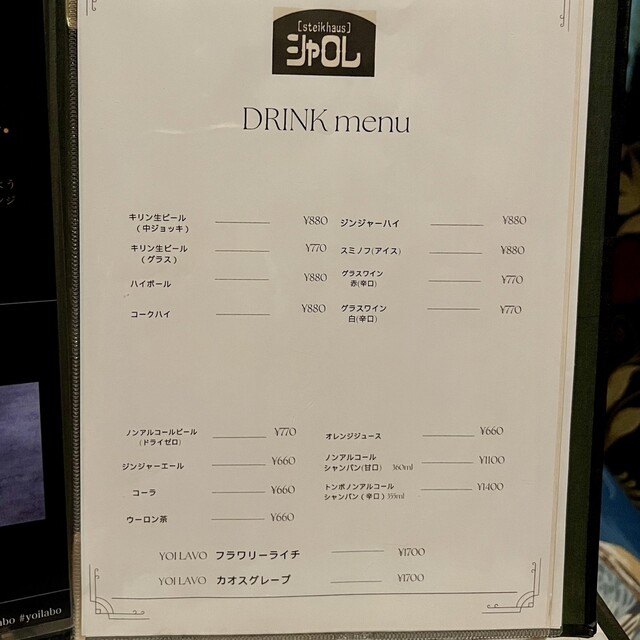 [steikhaus]
シャロレ
DRINK menu
キリン生ビール
（中ジョッキ） ¥880
キリン生ビール
（グラス） ¥770
ハイボール ¥880
コークハイ ¥880
ジンジャーハイ ¥880
スミノフ(アイス) ¥880
グラスワイン
赤(辛口) ¥770
グラスワイン
白(辛口) ¥770
ノンアルコールビール
(ドライゼロ) ¥770
ジンジャーエール ¥660
コーラ ¥660
ウーロン茶 ¥660
オレンジジュース ¥660
ノンアルコール
シャンパン(甘口) 360ml ¥1100
トンボノンアルコール
シャンパン（辛口）355ml ¥1400
YOI LAVO フラワリーライチ ¥1700
YOI LAVO カオスグレープ ¥1700
#yoilabo